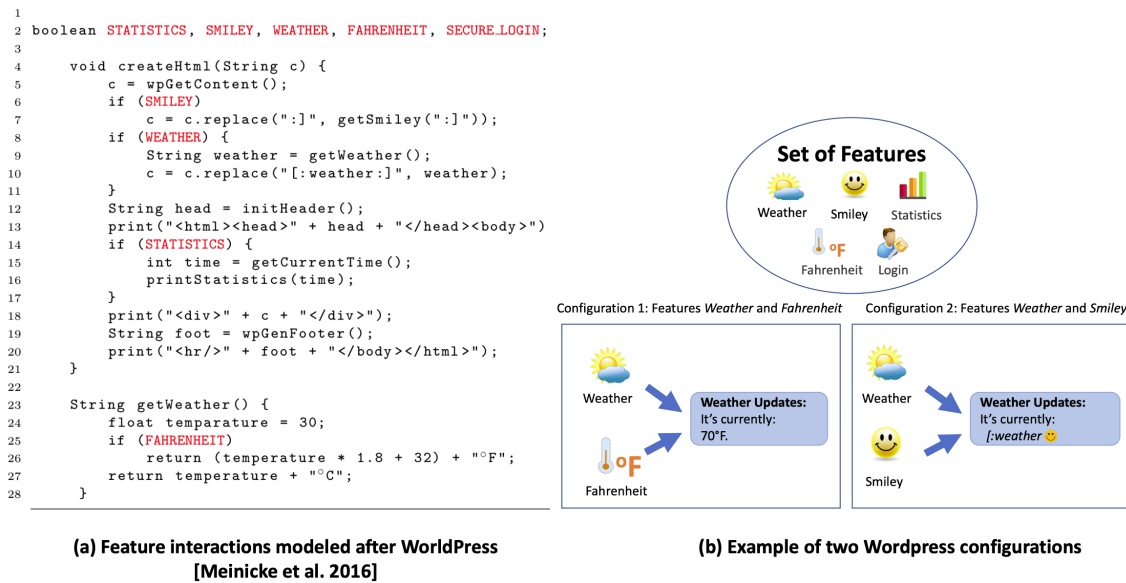 1
2 boolean STATISTICS, SMILEY, WEATHER, FAHRENHEIT, SECURE_LOGIN;
3
4 void createHtml(String c) {
5 c = wpGetContent();
6 if (SMILEY)
7 c = c.replace(":]", getSmiley(":]"));
8 if (WEATHER) {
9 String weather = getWeather();
10 c = c.replace("[:weather:]", weather);
11 }
12 String head = initHeader();
13 print("<html><head>" + head + "</head><body>")
14 if (STATISTICS) {
15 int time = getCurrentTime();
16 printStatistics(time);
17 }
18 print("<div>" + c + "</div>");
19 String foot = wpGenFooter();
20 print("<hr/>" + foot + "</body></html>");
21 }
22
23 String getWeather() {
24 float temparature = 30;
25 if (FAHRENHEIT)
26 return (temperature * 1.8 + 32) + "°F";
27 return temperature + "°C";
28 }
(a) Feature interactions modeled after WorldPress
[Meinicke et al. 2016]
Set of Features
Weather Smiley Statistics
°F
Fahrenheit Login
Configuration 1: Features Weather and Fahrenheit
Weather
°F
Fahrenheit
Weather Updates:
It's currently:
70°F.
Configuration 2: Features Weather and Smiley
Weather
Smiley
Weather Updates:
It's currently:
[:weather 🙂
(b) Example of two Wordpress configurations